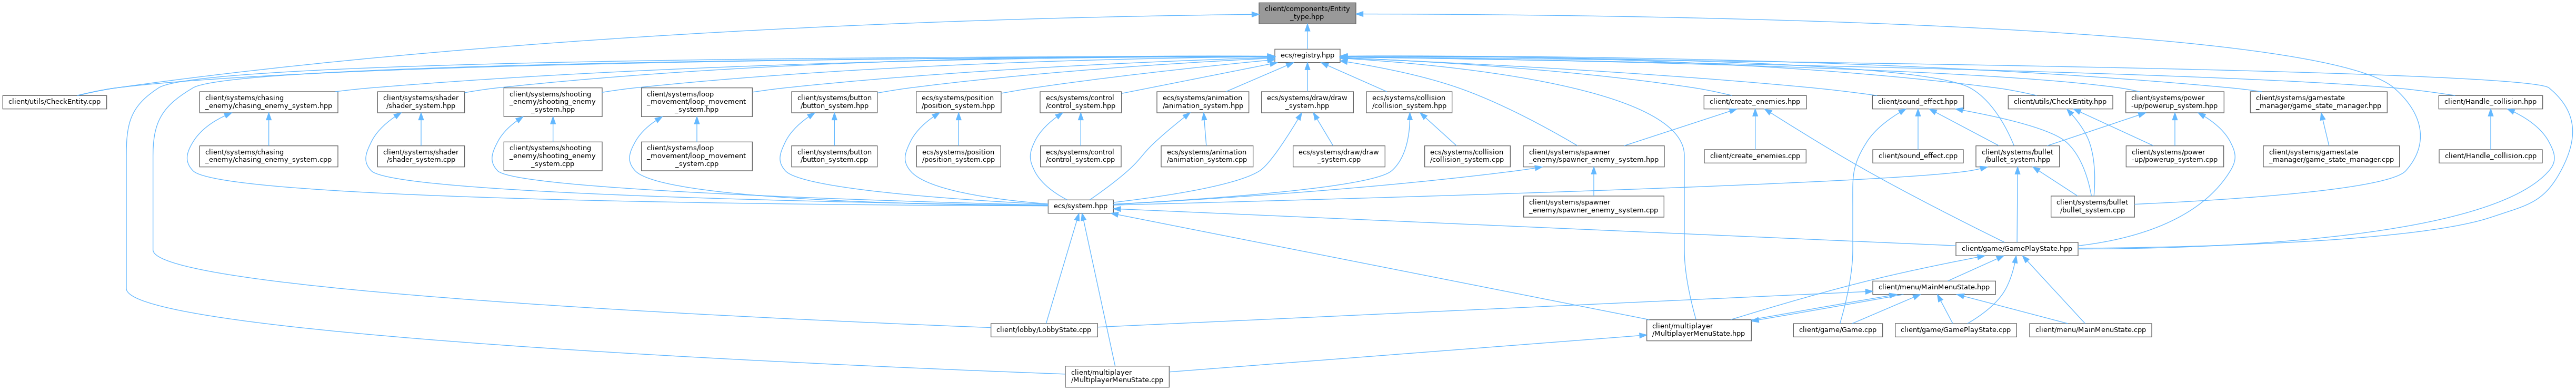 client/components/Entity
_type.hpp
ecs/registry.hpp
client/utils/CheckEntity.cpp
client/systems/chasing
_enemy/chasing_enemy_system.hpp
client/systems/shader
/shader_system.hpp
client/systems/shooting
_enemy/shooting_enemy
_system.hpp
client/systems/loop
_movement/loop_movement
_system.hpp
client/systems/button
/button_system.hpp
ecs/systems/position
/position_system.hpp
ecs/systems/control
/control_system.hpp
ecs/systems/animation
/animation_system.hpp
ecs/systems/draw/draw
_system.hpp
ecs/systems/collision
/collision_system.hpp
client/create_enemies.hpp
client/sound_effect.hpp
client/utils/CheckEntity.hpp
client/systems/power
-up/powerup_system.hpp
client/systems/gamestate
_manager/game_state_manager.hpp
client/Handle_collision.hpp
client/systems/chasing
_enemy/chasing_enemy_system.cpp
client/systems/shader
/shader_system.cpp
client/systems/shooting
_enemy/shooting_enemy
_system.cpp
client/systems/loop
_movement/loop_movement
_system.cpp
client/systems/button
/button_system.cpp
ecs/systems/position
/position_system.cpp
ecs/systems/control
/control_system.cpp
ecs/systems/animation
/animation_system.cpp
ecs/systems/draw/draw
_system.cpp
ecs/systems/collision
/collision_system.cpp
client/systems/spawner
_enemy/spawner_enemy_system.hpp
client/create_enemies.cpp
client/sound_effect.cpp
client/systems/bullet
/bullet_system.hpp
client/systems/power
-up/powerup_system.cpp
client/systems/gamestate
_manager/game_state_manager.cpp
client/Handle_collision.cpp
ecs/system.hpp
client/systems/spawner
_enemy/spawner_enemy_system.cpp
client/systems/bullet
/bullet_system.cpp
client/game/GamePlayState.hpp
client/menu/MainMenuState.hpp
client/lobby/LobbyState.cpp
client/multiplayer
/MultiplayerMenuState.hpp
client/game/Game.cpp
client/game/GamePlayState.cpp
client/menu/MainMenuState.cpp
client/multiplayer
/MultiplayerMenuState.cpp